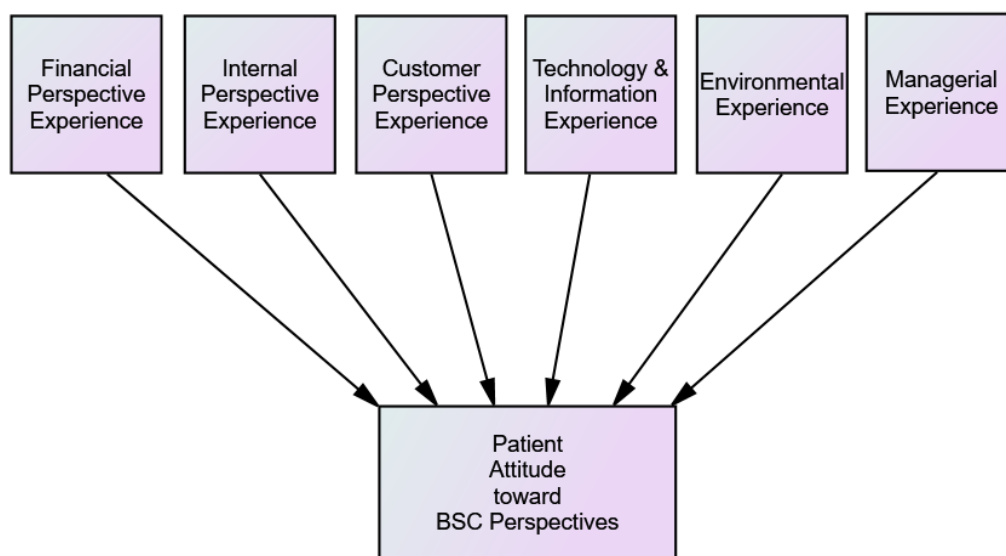 Financial
Perspective
Experience
Internal
Perspective
Experience
Customer
Perspective
Experience
Technology &
Information
Experience
Environmental
Experience
Managerial
Experience
Patient
Attitude
toward
BSC Perspectives